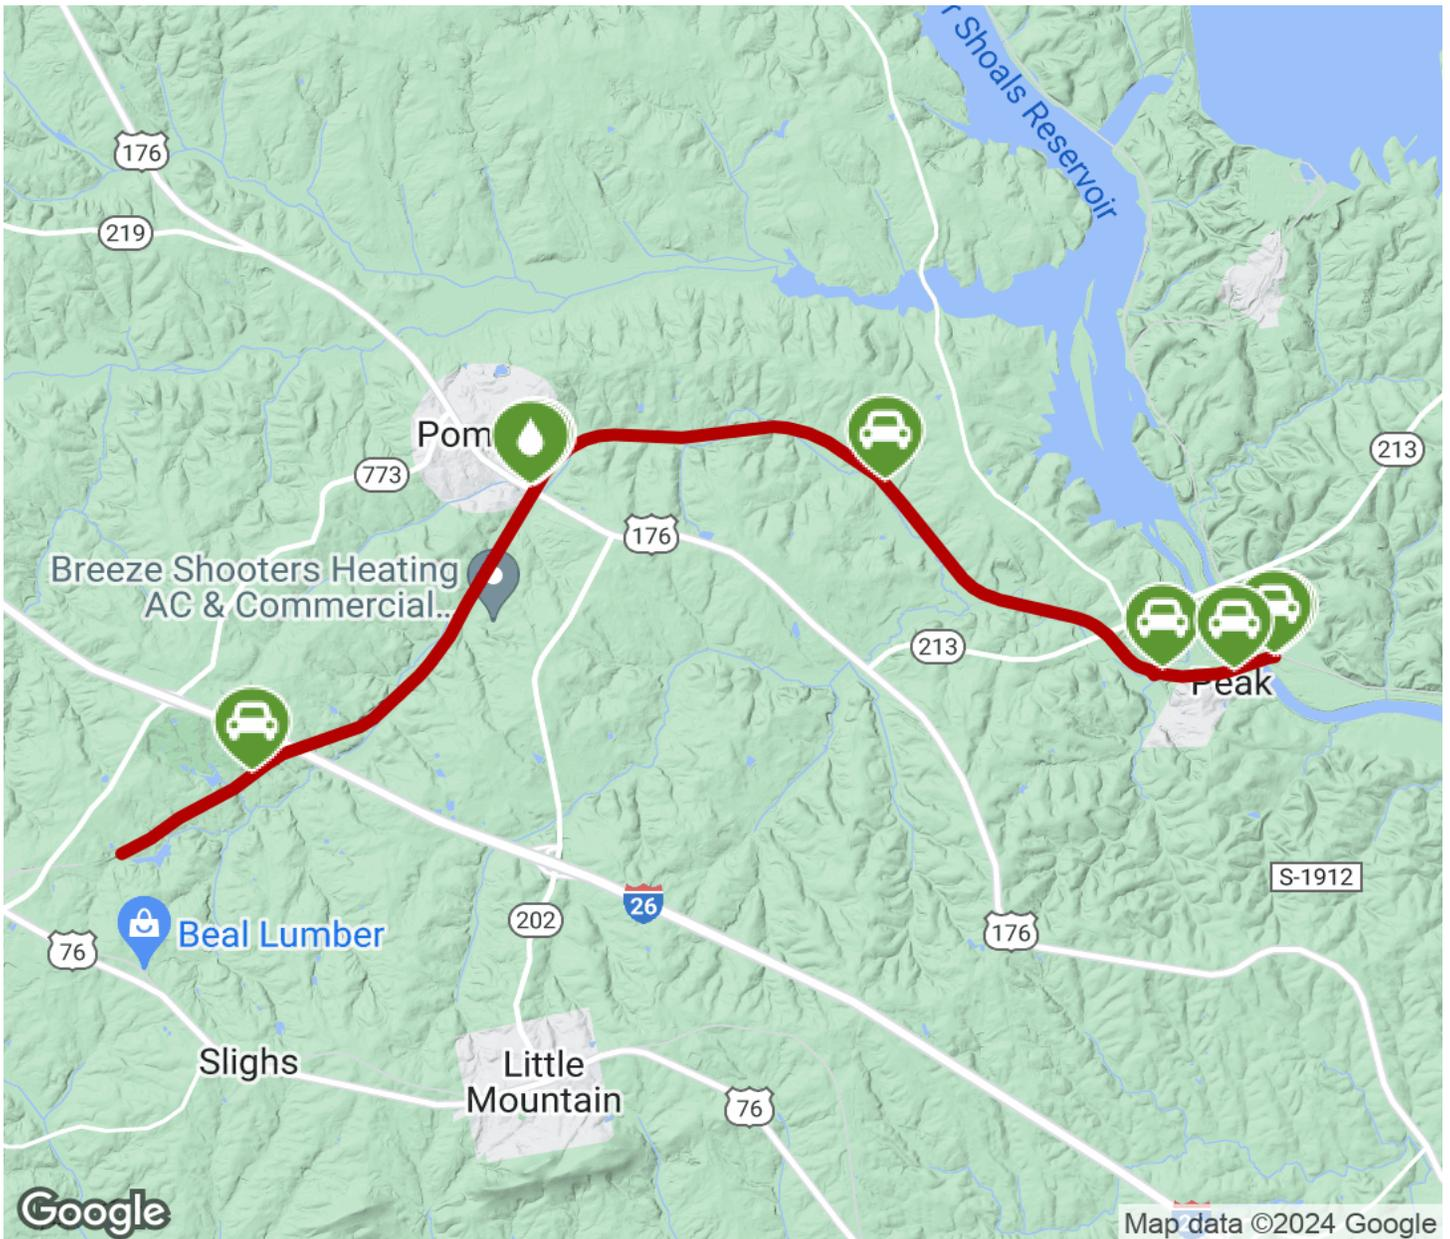 r Shoals Reservoir
176
219
213
Pom
773
176
Breeze Shooters Heating
AC & Commercial...
213
Peak
S-1912
26
202
176
Beal Lumber
76
Slighs
Little
Mountain
76
Google
Map data ©2024 Google